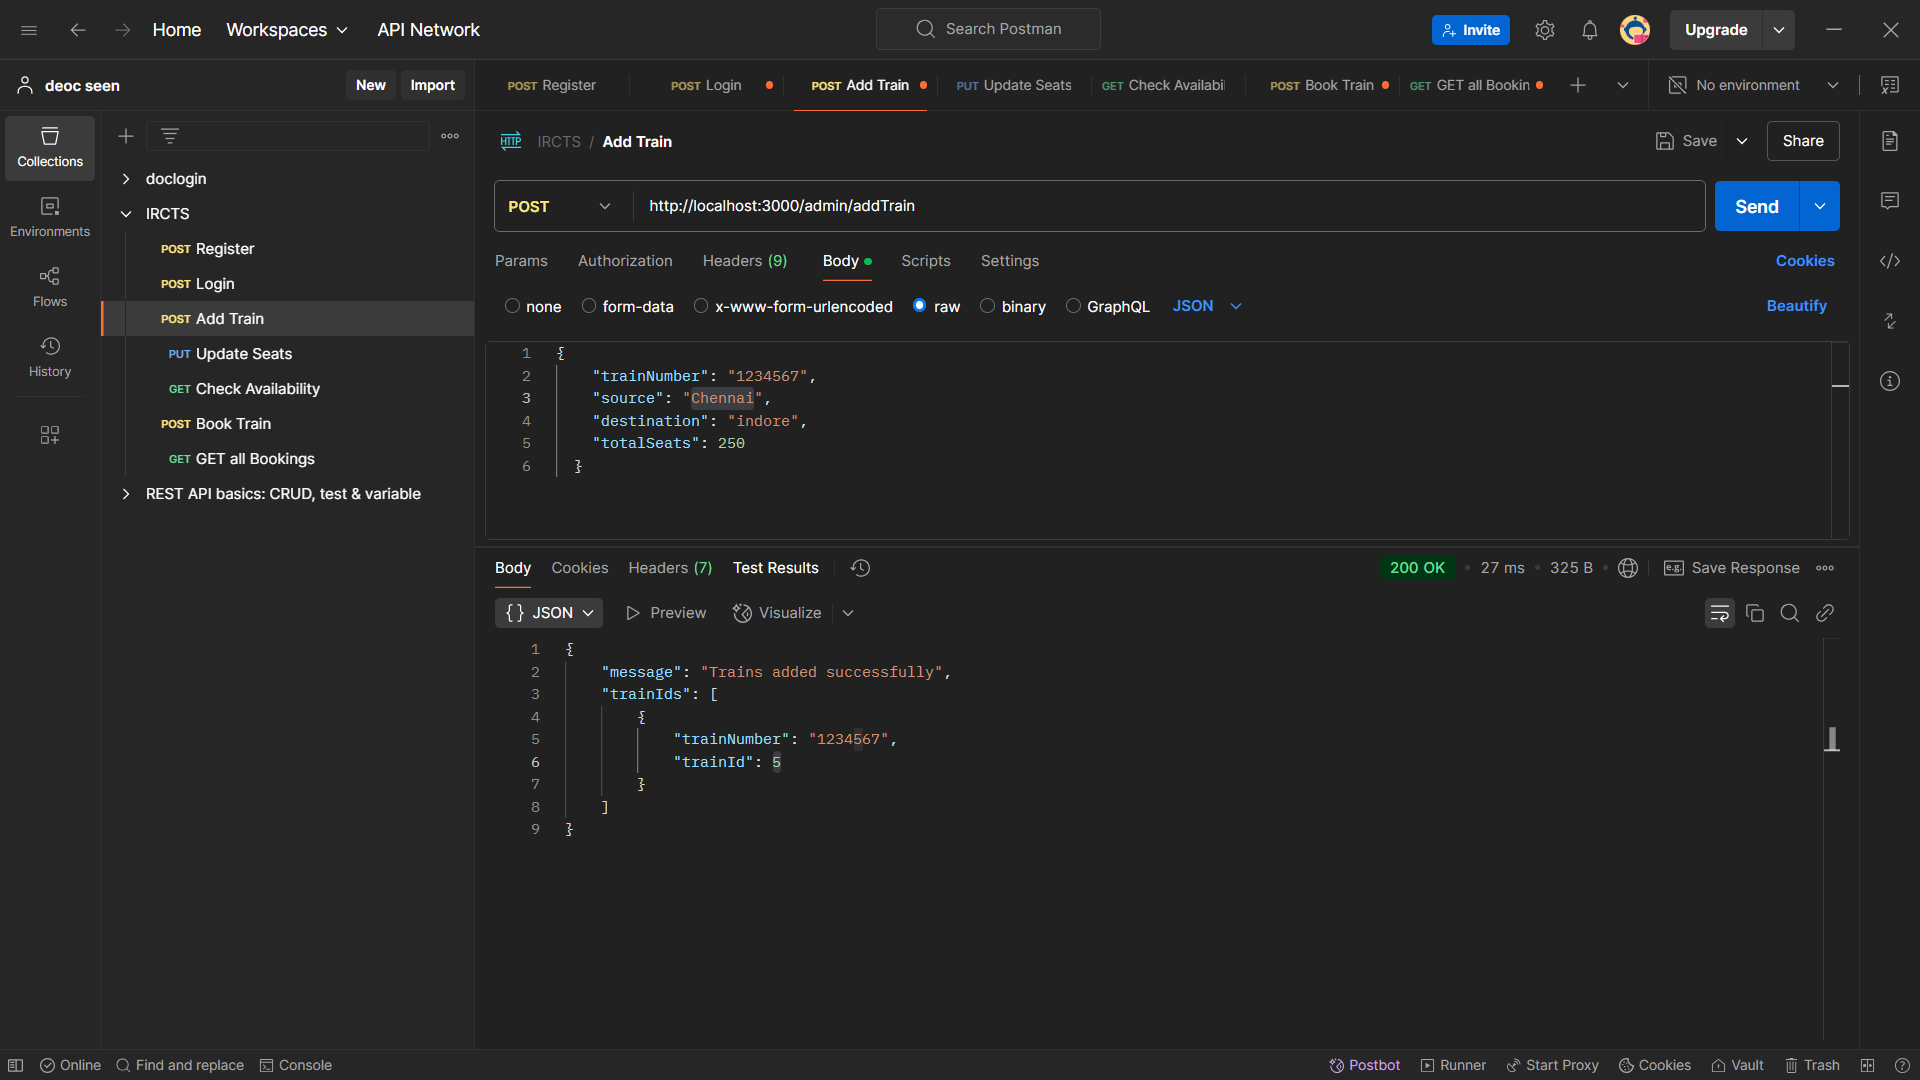 Home Workspaces API Network Search Postman Invite Upgrade
deoc seen New Import POST Register POST Login POST Add Train PUT Update Seats GET Check Availabi POST Book Train GET GET all Bookin No environment
Collections
Environments
Flows
History
doclogin
IRCTS
POST Register
POST Login
POST Add Train
PUT Update Seats
GET Check Availability
POST Book Train
GET GET all Bookings
REST API basics: CRUD, test & variable
HTTP IRCTS / Add Train Save Share
POST http://localhost:3000/admin/addTrain Send
Params Authorization Headers (9) Body Scripts Settings Cookies
none form-data x-www-form-urlencoded raw binary GraphQL JSON Beautify
1 {
2 "trainNumber": "1234567",
3 "source": "Chennai",
4 "destination": "indore",
5 "totalSeats": 250
6 }
Body Cookies Headers (7) Test Results 200 OK • 27 ms • 325 B • e.g. Save Response
{} JSON Preview Visualize
1 {
2 "message": "Trains added successfully",
3 "trainIds": [
4 {
5 "trainNumber": "1234567",
6 "trainId": 5
7 }
8 ]
9 }
Online Find and replace Console Postbot Runner Start Proxy Cookies Vault Trash